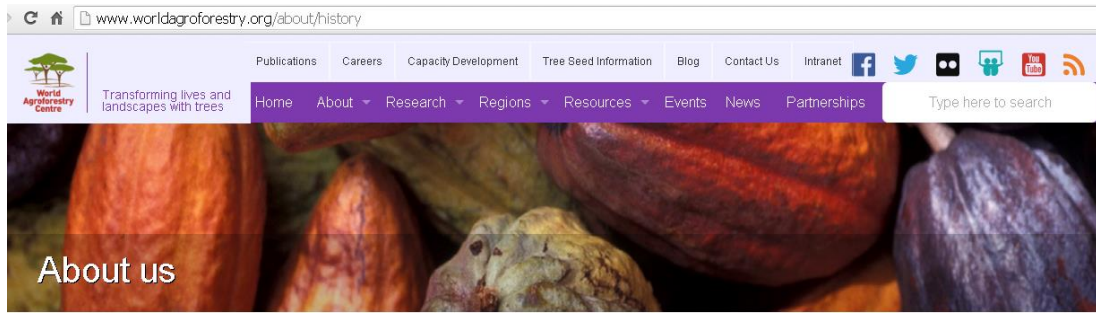 www.worldagroforestry.org/about/history
Publications Careers Capacity Development Tree Seed Information Blog Contact Us Intranet
You
Tube
World
Agroforestry
Centre
Transforming lives and
landscapes with trees
Home About Research Regions Resources Events News Partnerships Type here to search
About us